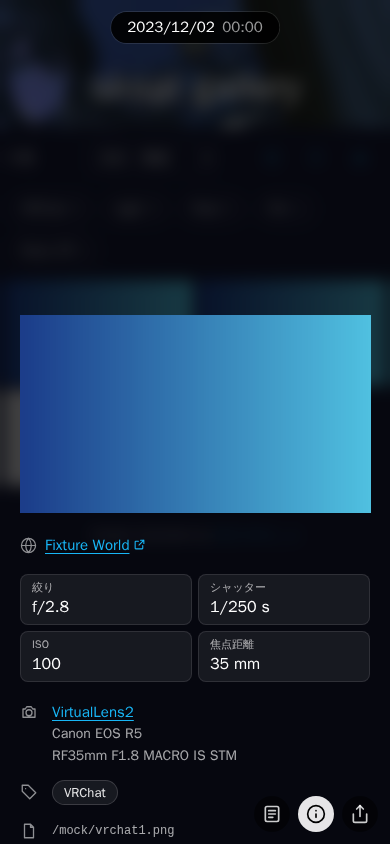 2023/12/02 00:00
Fixture World
絞り
f/2.8
シャッター
1/250 s
ISO
100
焦点距離
35 mm
VirtualLens2
Canon EOS R5
RF35mm F1.8 MACRO IS STM
VRChat
/mock/vrchat1.png